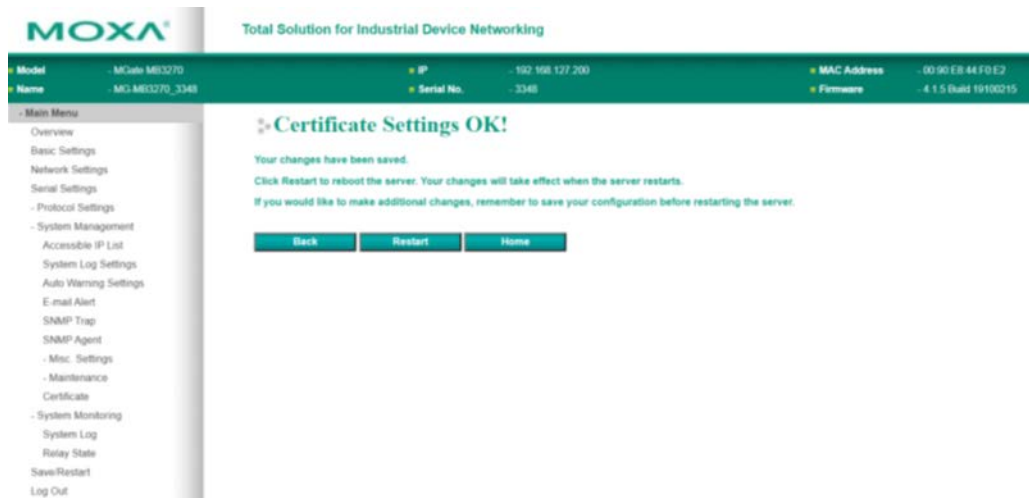 MOXA®
Total Solution for Industrial Device Networking
Model - MGate MB3270 IP - 192.168.127.200 MAC Address - 00:90:E8:44:F0:E2
Name - MG-MB3270_3348 Serial No. - 3348 Firmware - 4.1.5 Build 19100215
- Main Menu
Overview
Basic Settings
Network Settings
Serial Settings
- Protocol Settings
- System Management
Accessible IP List
System Log Settings
Auto Warning Settings
E-mail Alert
SNMP Trap
SNMP Agent
- Misc. Settings
- Maintenance
Certificate
- System Monitoring
System Log
Relay State
Save/Restart
Log Out
Certificate Settings OK!
Your changes have been saved.
Click Restart to reboot the server. Your changes will take effect when the server restarts.
If you would like to make additional changes, remember to save your configuration before restarting the server.
Back Restart Home